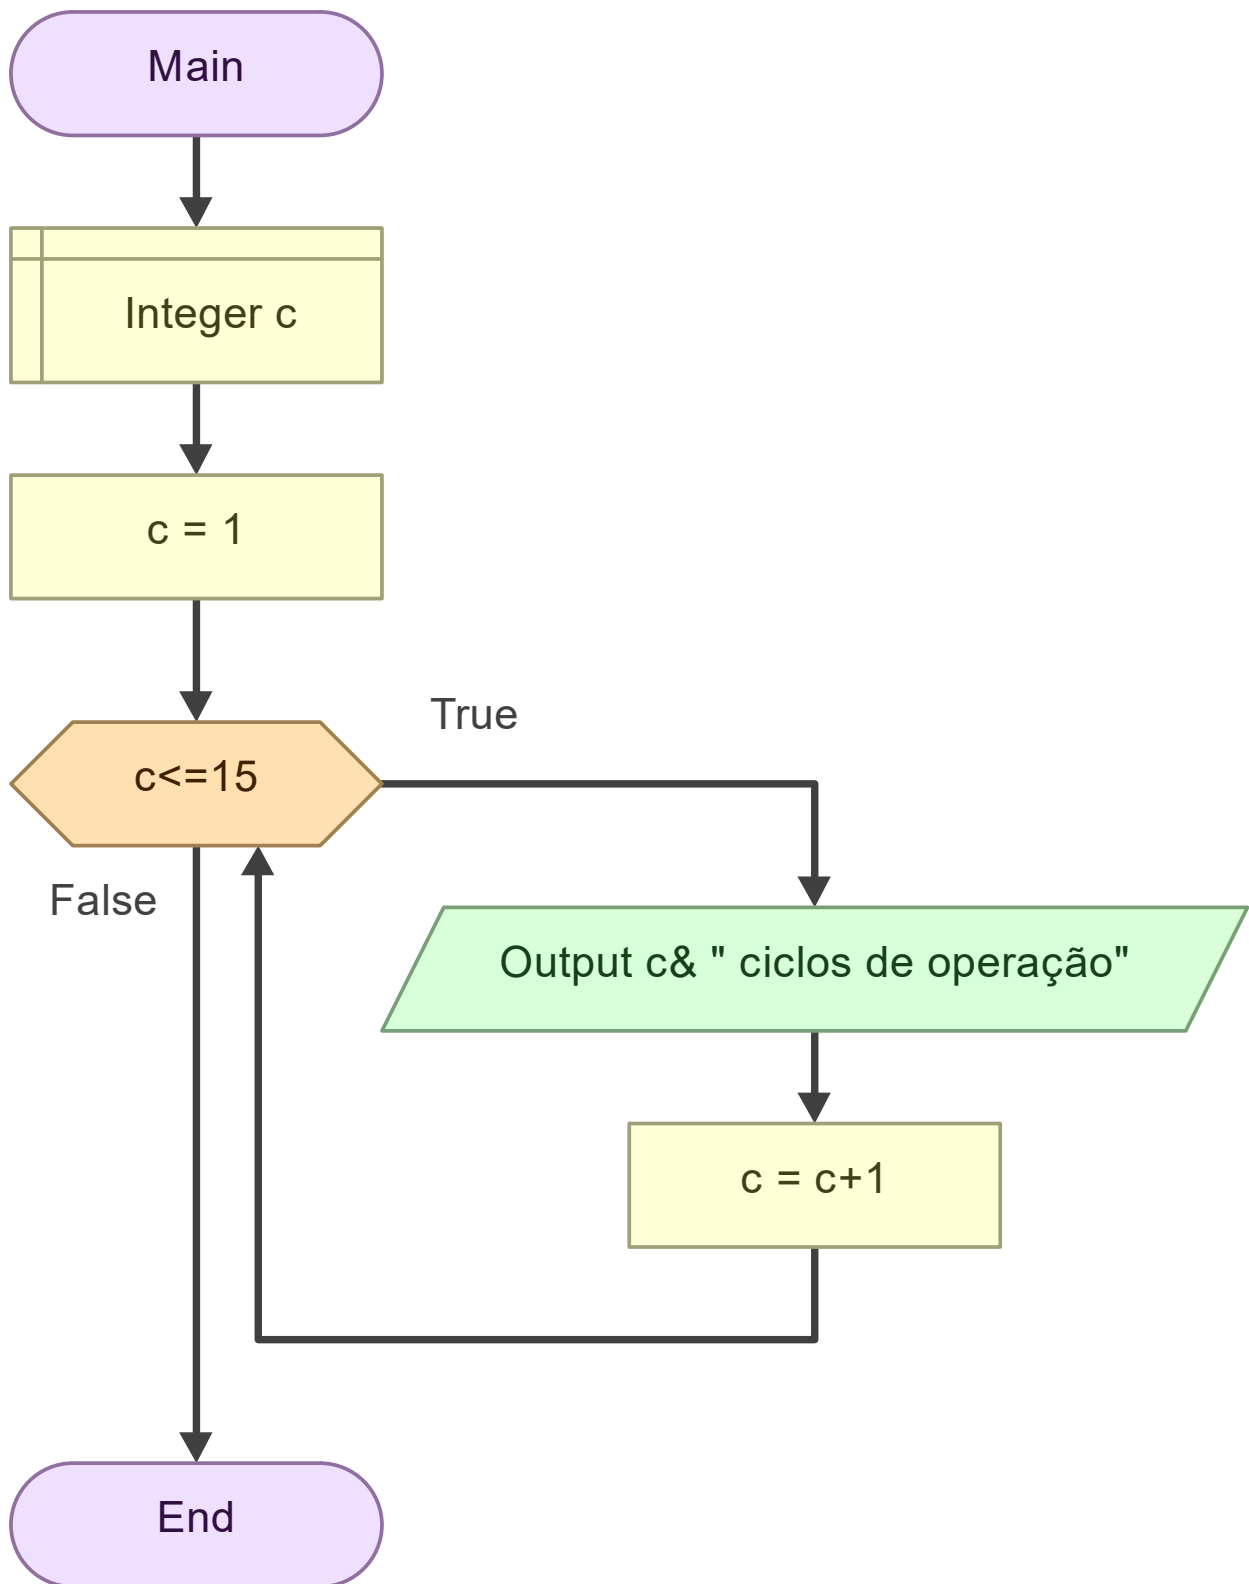 Main
Integer c
c = 1
c<=15
True
False
Output c& " ciclos de operação"
c = c+1
End